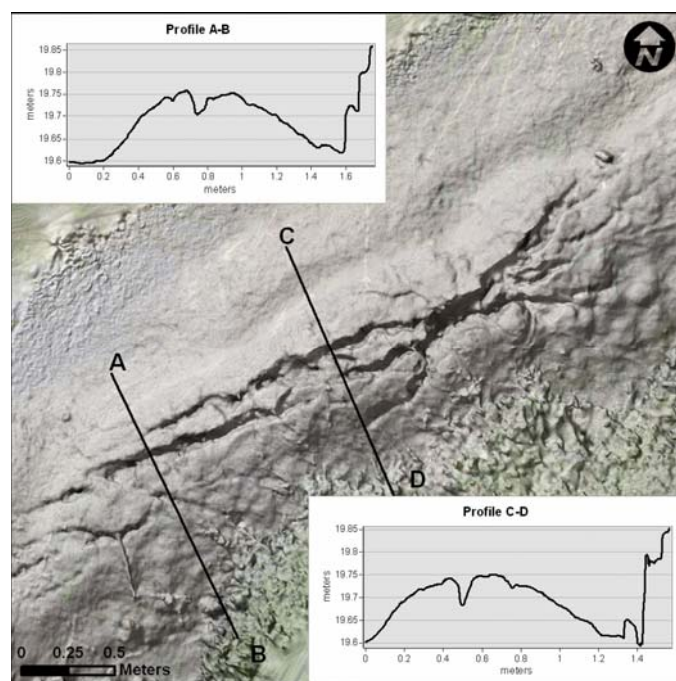 Profile A-B
19.85
19.8
19.75
19.7
19.65
19.6
meters
0 0.2 0.4 0.6 0.8 1.0 1.2 1.4 1.6
meters
N
C
A
D
B
0 0.25 0.5
Meters
Profile C-D
19.85
19.8
19.75
19.7
19.65
19.6
meters
0 0.2 0.4 0.6 0.8 1.0 1.2 1.4
meters